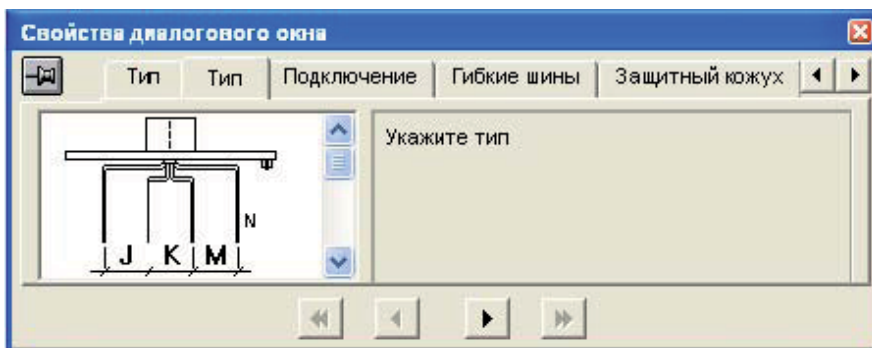 Свойства диалогового окна
Тип Тип Подключение Гибкие шины Защитный кожух
Укажите тип
N
J K M